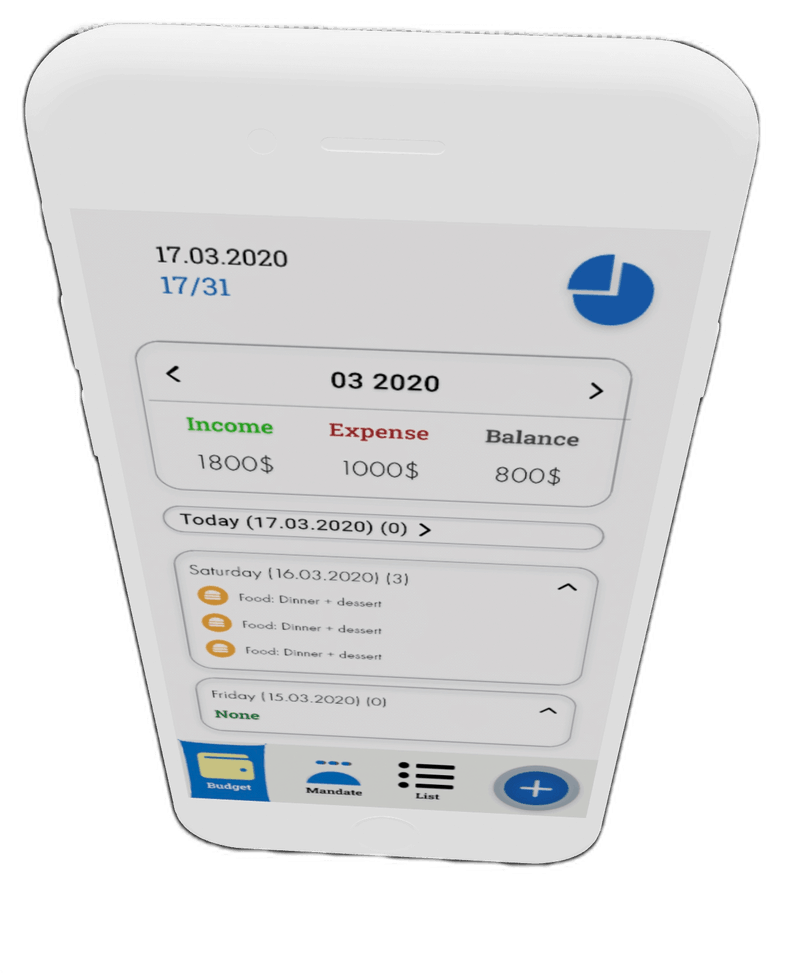 17.03.2020
17/31
03 2020
Income Expense Balance
1800$ 1000$ 800$
Today (17.03.2020) (0)
Saturday (16.03.2020) (3)
Food: Dinner + dessert
Food: Dinner + dessert
Food: Dinner + dessert
Friday (15.03.2020) (0)
None
Budget Mandate List